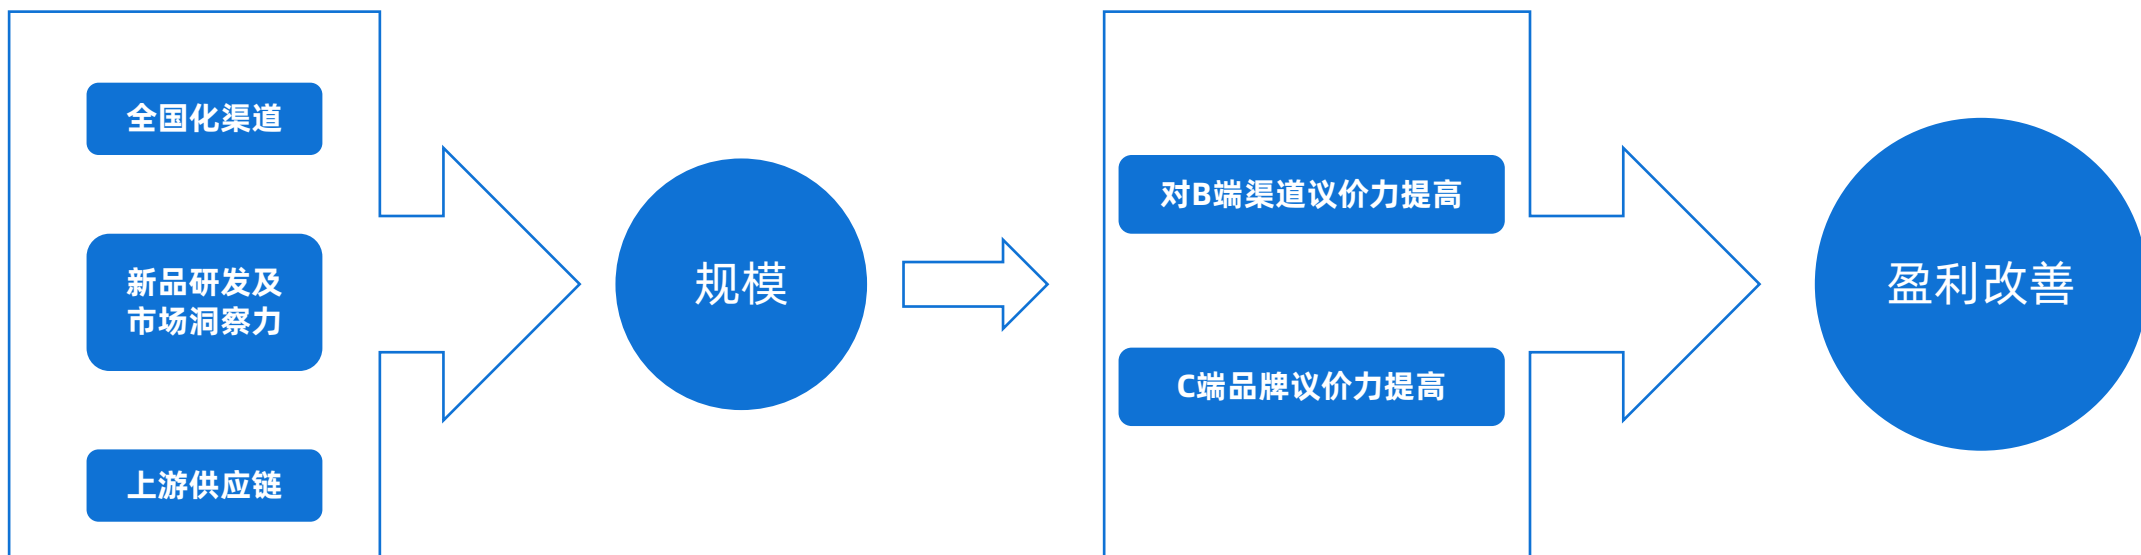 全国化渠道
新品研发及
市场洞察力
上游供应链
规模
对B端渠道议价力提高
C端品牌议价力提高
盈利改善